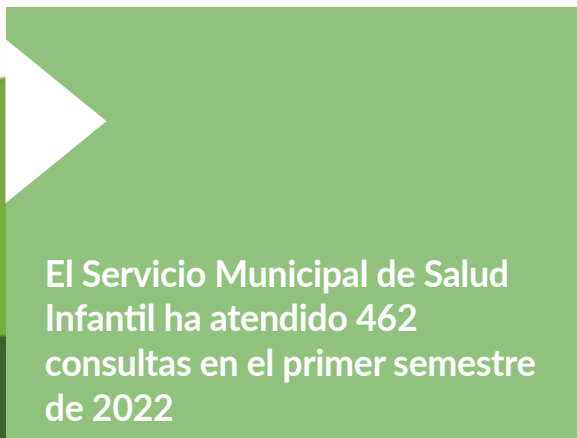 El Servicio Municipal de Salud
Infantil ha atendido 462
consultas en el primer semestre
de 2022